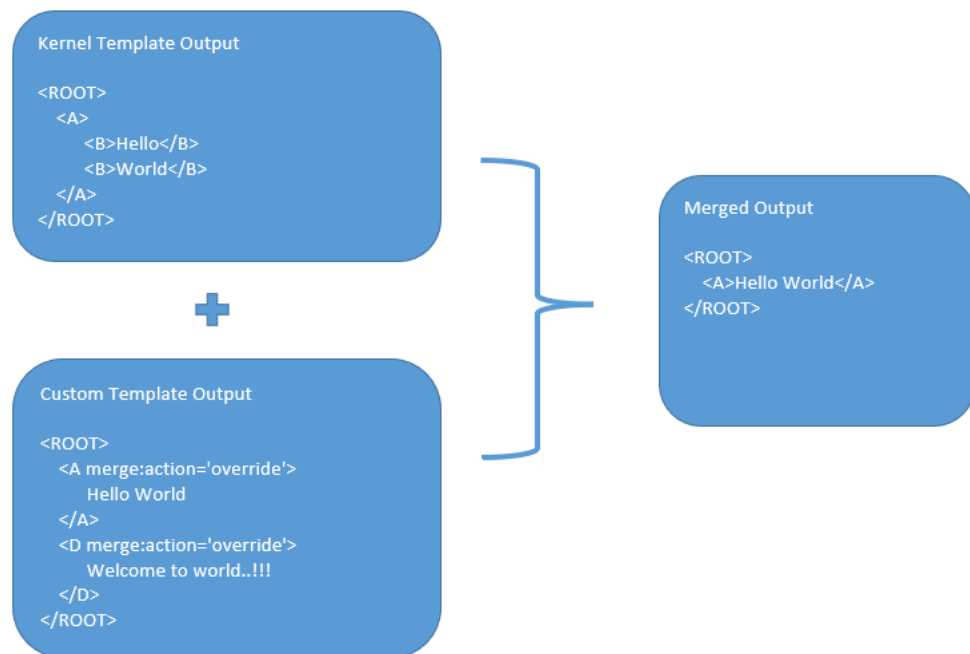 Kernel Template Output
<ROOT>
<A>
<B>Hello</B>
<B>World</B>
</A>
</ROOT>
Custom Template Output
<ROOT>
<A merge:action='override'>
Hello World
</A>
<D merge:action='override'>
Welcome to world..!!!
</D>
</ROOT>
Merged Output
<ROOT>
<A>Hello World</A>
</ROOT>